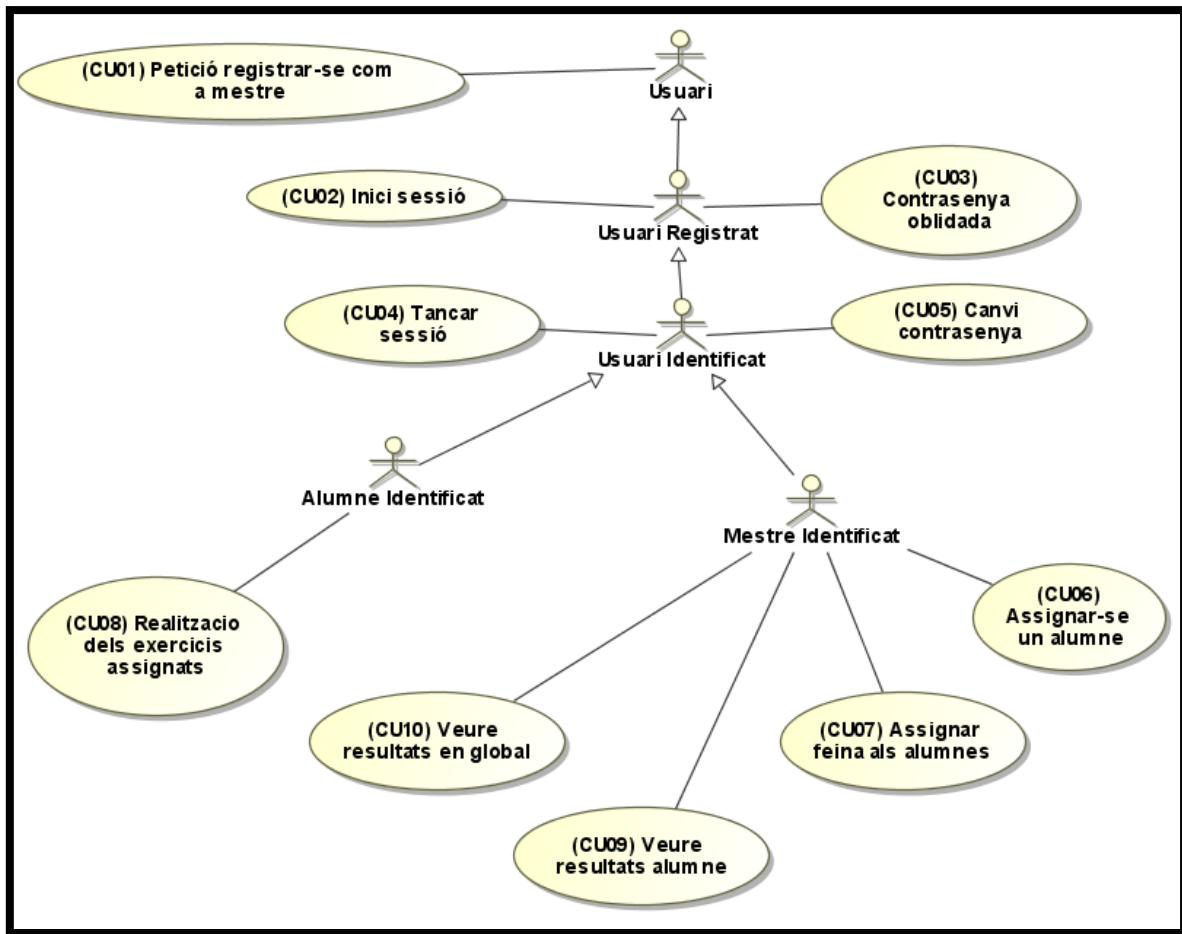 (CU01) Petició registrar-se com
a mestre
Usuari
(CU02) Inici sessió
(CU03)
Contrasenya
oblidada
Usuari Registrat
(CU04) Tancar
sessió
(CU05) Canvi
contrasenya
Usuari Identificat
Alumne Identificat
Mestre Identificat
(CU08) Realitzacio
dels exercicis
assignats
(CU06)
Assignar-se
un alumne
(CU10) Veure
resultats en global
(CU07) Assignar
feina als alumnes
(CU09) Veure
resultats alumne